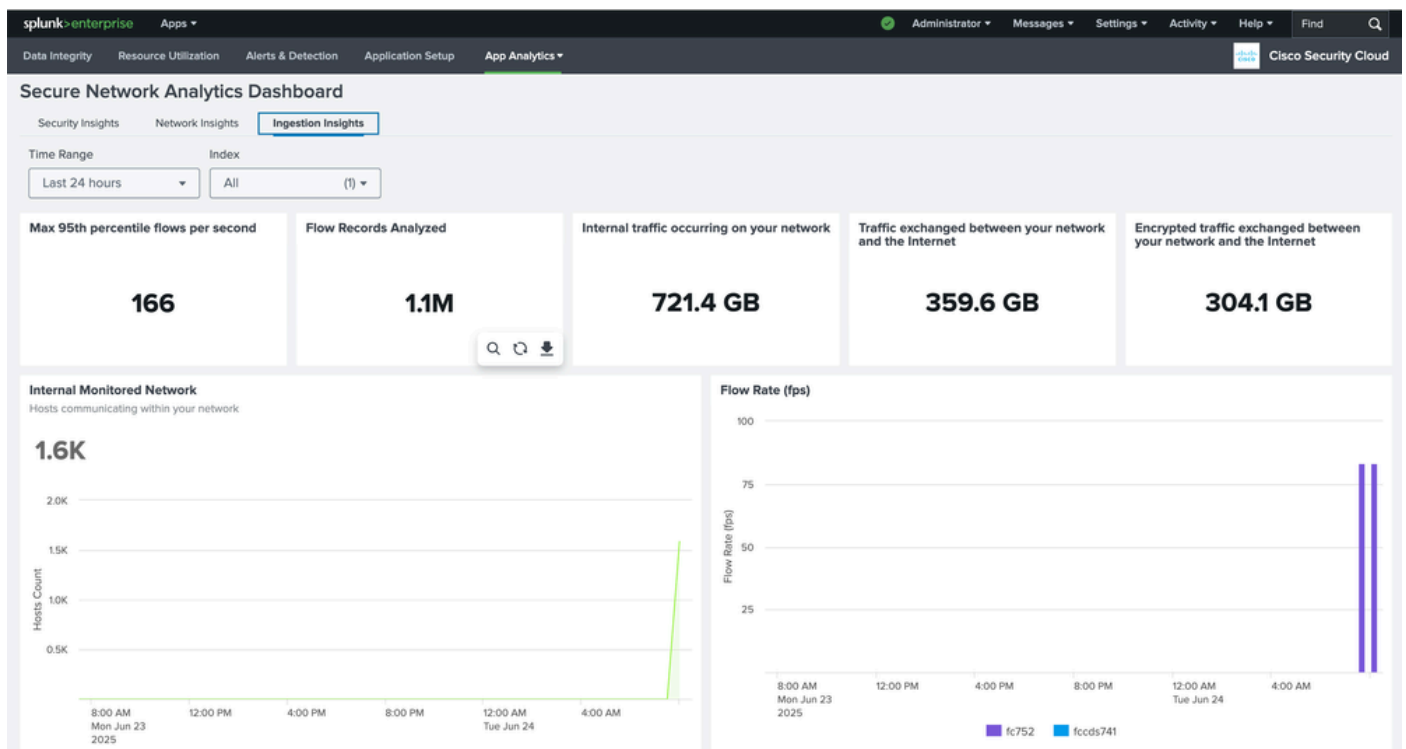 splunk>enterprise Apps Administrator Messages Settings Activity Help Find
Data Integrity Resource Utilization Alerts & Detection Application Setup App Analytics Cisco Security Cloud
Secure Network Analytics Dashboard
Security Insights Network Insights Ingestion Insights
Time Range Index
Last 24 hours All (1)
Max 95th percentile flows per second
166
Flow Records Analyzed
1.1M
Internal traffic occurring on your network
721.4 GB
Traffic exchanged between your network
and the Internet
359.6 GB
Encrypted traffic exchanged between
your network and the Internet
304.1 GB
Internal Monitored Network
Hosts communicating within your network
1.6K
2.0K
1.5K
1.0K
0.5K
Hosts Count
8:00 AM 12:00 PM 4:00 PM 8:00 PM 12:00 AM 4:00 AM
Mon Jun 23 Tue Jun 24
2025
Flow Rate (fps)
100
75
50
25
Flow Rate (fps)
8:00 AM 12:00 PM 4:00 PM 8:00 PM 12:00 AM 4:00 AM
Mon Jun 23 Tue Jun 24
2025
fc752 fccds741